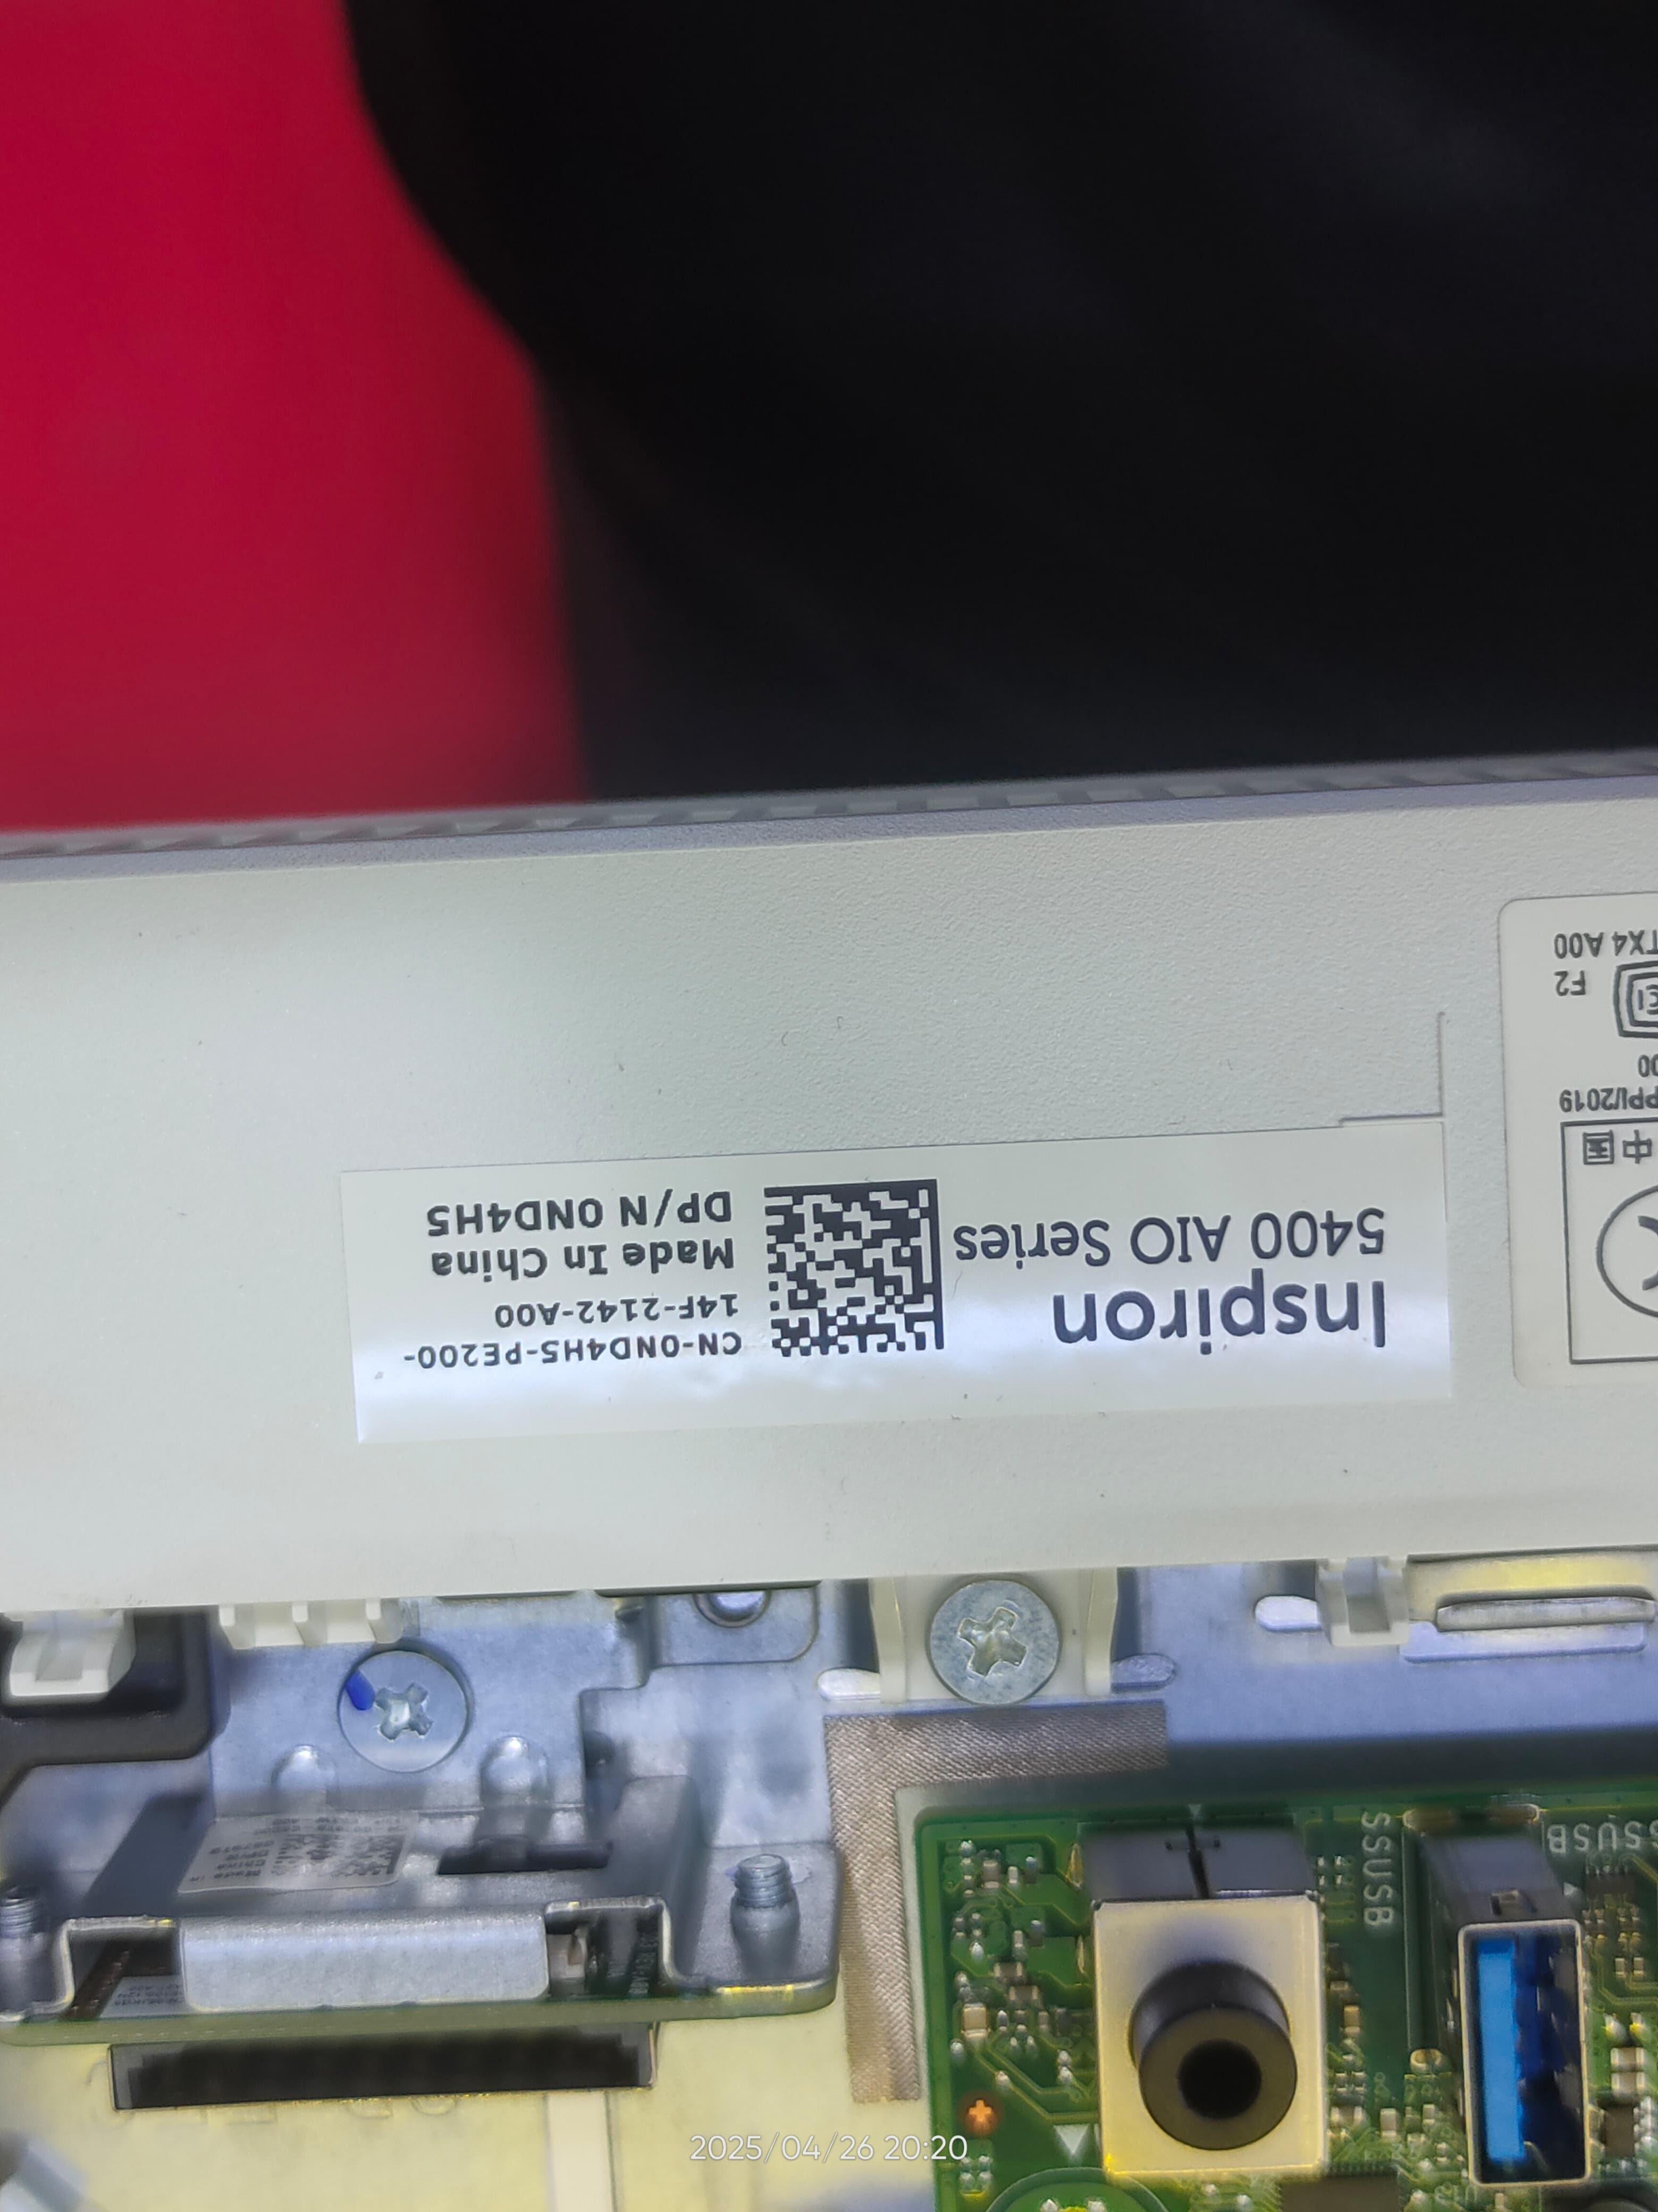 Inspiron
5400 AIO Series
CN-0ND4H5-PE200-
14F-2142-A00
Made In China
DP/N 0ND4H5
中国
PPI/2019
00
F2
TX4 A00
SSUSB
SSUSB
2025/04/26 20:20